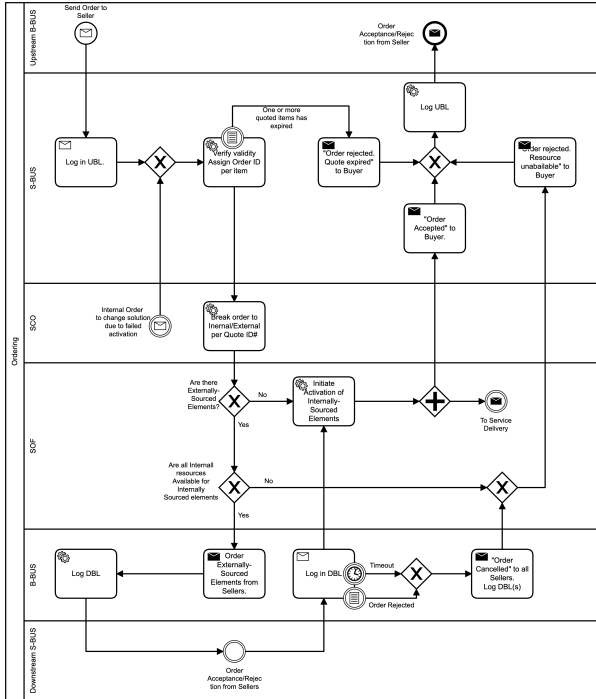 Ordering
Upstream B-BUS
Send Order to
Seller
Order
Acceptance/Rejec
tion from Seller
S-BUS
Log in UBL.
Verify validity
Assign Order ID
per item
One or more
quoted items has
expired
"Order rejected.
Quote expired"
to Buyer
Log UBL
Order rejected.
Resource
unabailable" to
Buyer
"Order
Accepted" to
Buyer.
SCO
Internal Order
to change solution
due to failed
activation
Break order to
Inernal/External
per Quote ID#
SOF
Are there
Externally-
Sourced
Elements?
No
Yes
Initiate
Activation of
Internally-
Sourced
Elements
To Service
Delivery
Are all Internall
resources
Available for
Internally
Sourced elements
No
Yes
B-BUS
Log DBL
Order
Externally-
Sourced
Elements from
Sellers.
Log in DBL
Timeout
Order Rejected
"Order
Cancelled" to all
Sellers.
Log DBL(s)
Downstream S-BUS
Order
Acceptance/Rejec
tion from Sellers